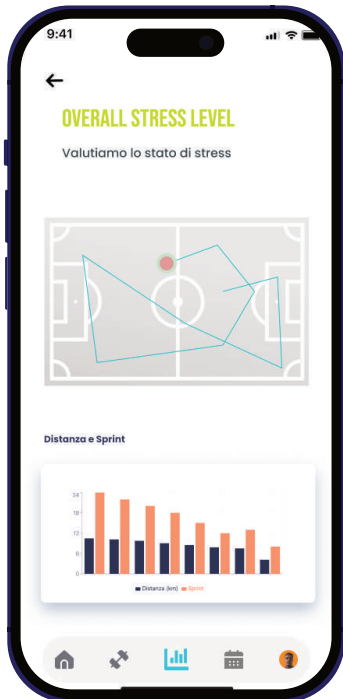 9:41
OVERALL STRESS LEVEL
Valutiamo lo stato di stress
Distanza e Sprint
24
18
12
6
0
Distanza (km) Sprint